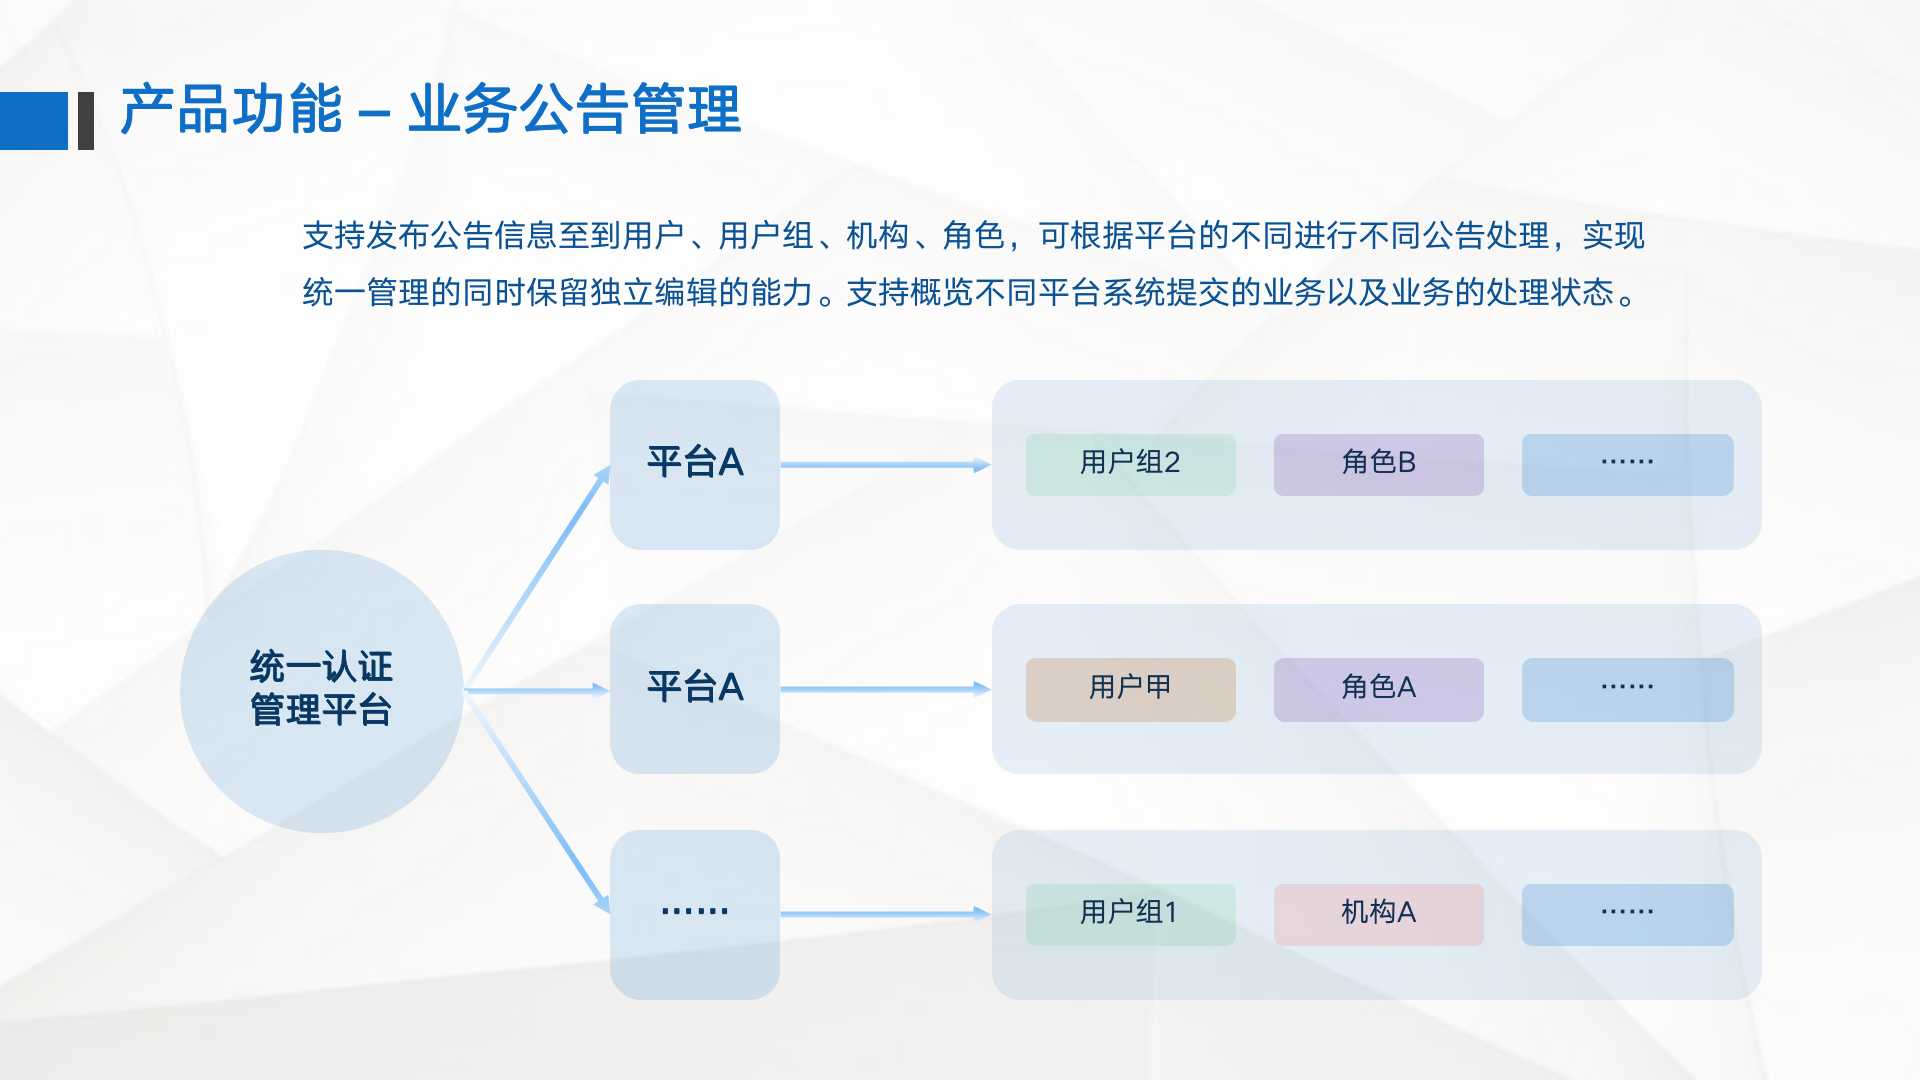 产品功能 – 业务公告管理
支持发布公告信息至到用户、用户组、机构、角色，可根据平台的不同进行不同公告处理，实现
统一管理的同时保留独立编辑的能力。支持概览不同平台系统提交的业务以及业务的处理状态。
平台A
用户组2
角色B
……
统一认证
管理平台
平台A
用户甲
角色A
……
……
用户组1
机构A
……